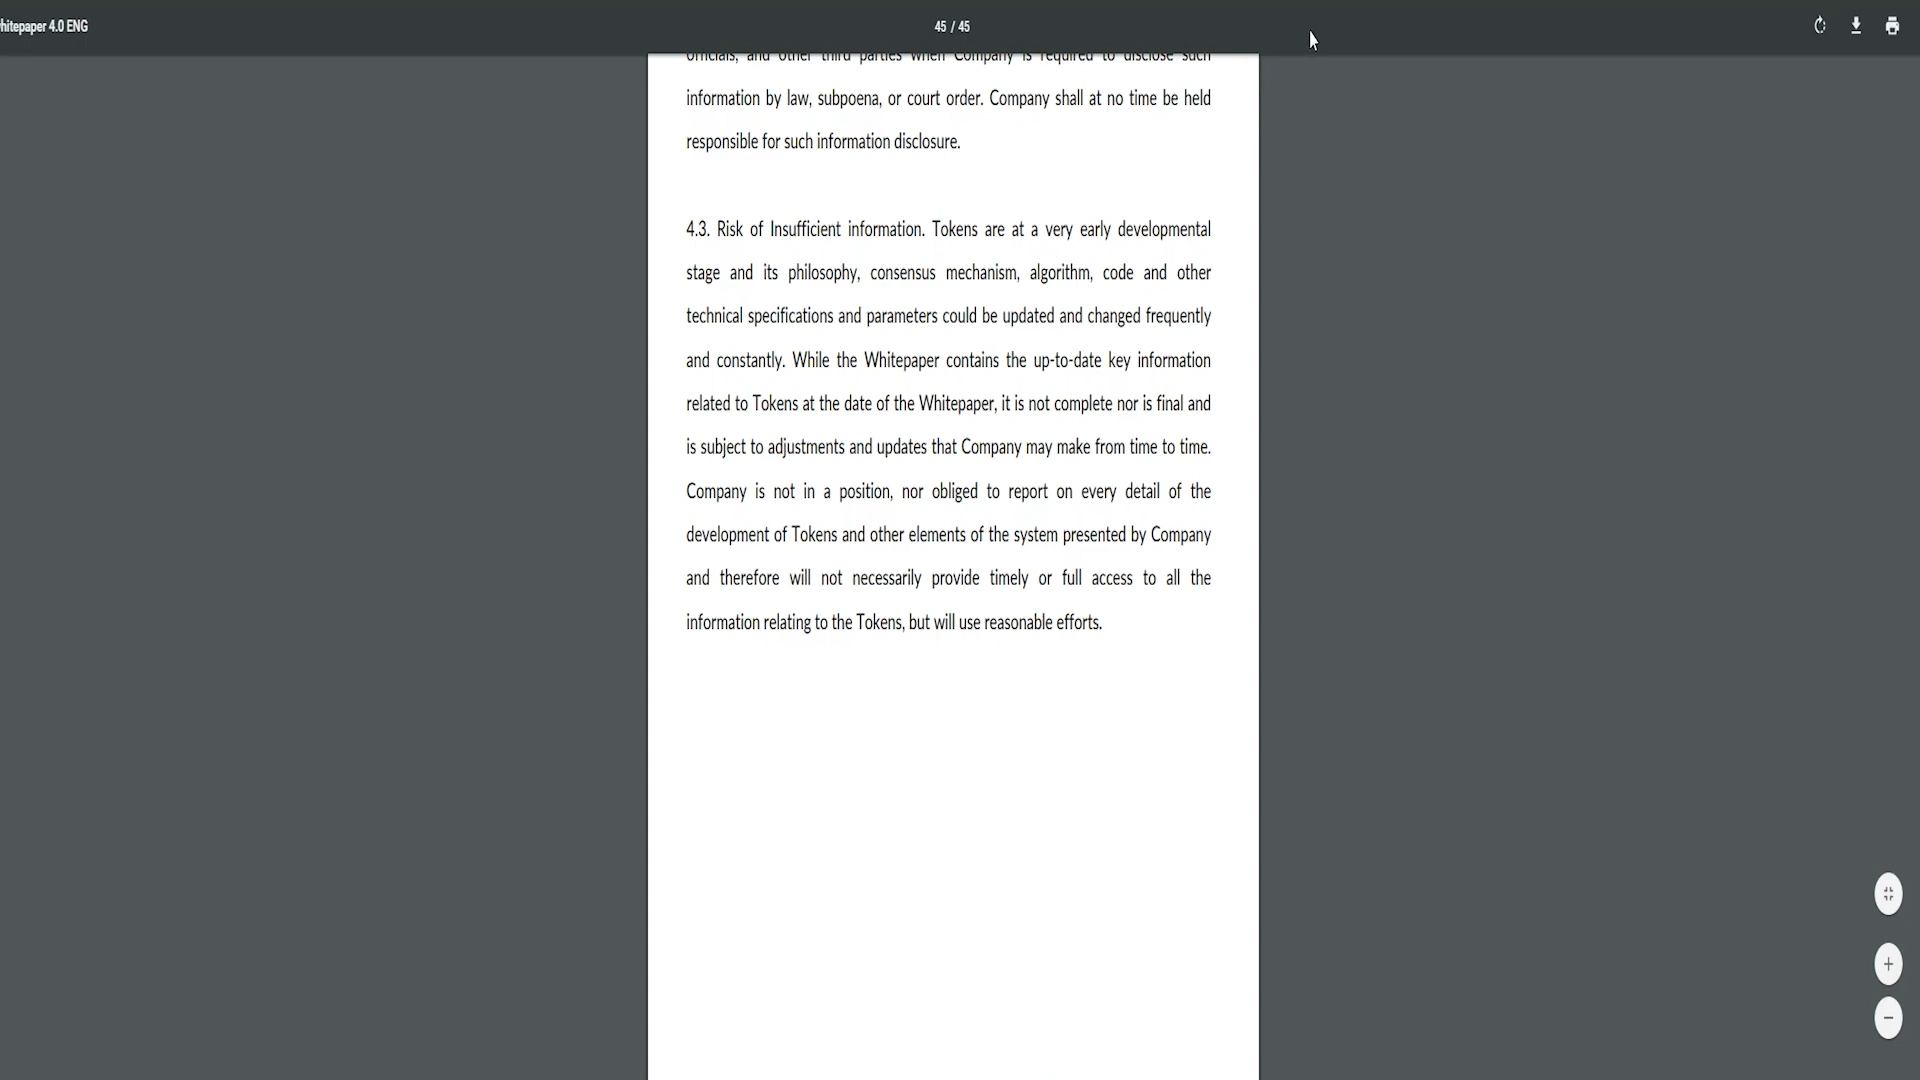 hitepaper 4.0 ENG
45 / 45
officials, and other third parties when Company is required to disclose such
information by law, subpoena, or court order. Company shall at no time be held
responsible for such information disclosure.
4.3. Risk of Insufficient information. Tokens are at a very early developmental
stage and its philosophy, consensus mechanism, algorithm, code and other
technical specifications and parameters could be updated and changed frequently
and constantly. While the Whitepaper contains the up-to-date key information
related to Tokens at the date of the Whitepaper, it is not complete nor is final and
is subject to adjustments and updates that Company may make from time to time.
Company is not in a position, nor obliged to report on every detail of the
development of Tokens and other elements of the system presented by Company
and therefore will not necessarily provide timely or full access to all the
information relating to the Tokens, but will use reasonable efforts.